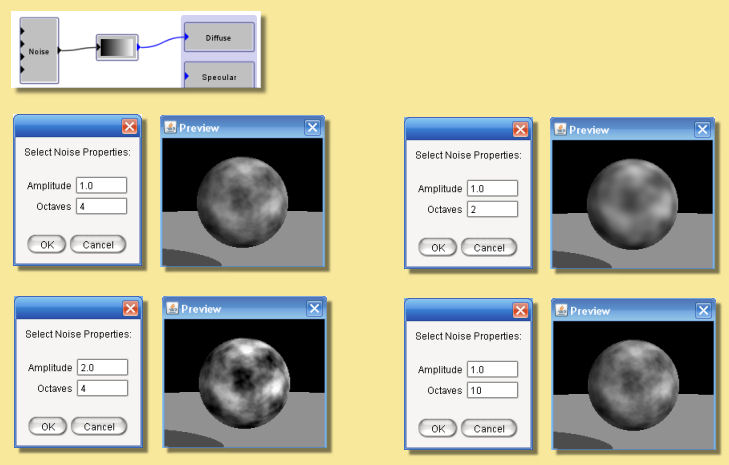 Noise
Diffuse
Specular
Preview
Select Noise Properties:
Amplitude 1.0
Octaves 4
OK Cancel
Preview
Select Noise Properties:
Amplitude 1.0
Octaves 2
OK Cancel
Preview
Select Noise Properties:
Amplitude 2.0
Octaves 4
OK Cancel
Preview
Select Noise Properties:
Amplitude 1.0
Octaves 10
OK Cancel